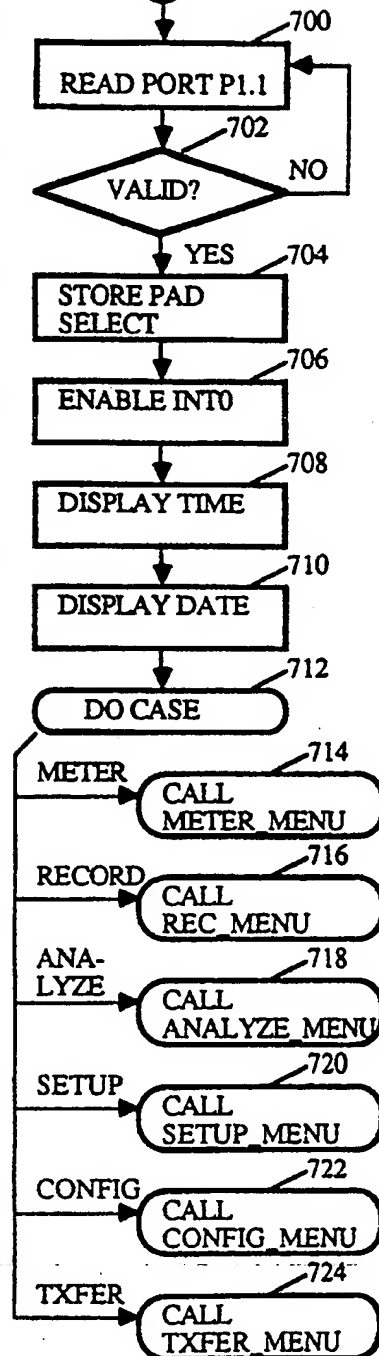 700
READ PORT P1.1
702
VALID?
NO
YES
704
STORE PAD
SELECT
706
ENABLE INT0
708
DISPLAY TIME
710
DISPLAY DATE
712
DO CASE
METER
714
CALL
METER_MENU
RECORD
716
CALL
REC_MENU
ANA-
LYZE
718
CALL
ANALYZE_MENU
SETUP
720
CALL
SETUP_MENU
CONFIG
722
CALL
CONFIG_MENU
TXFER
724
CALL
TXFER_MENU